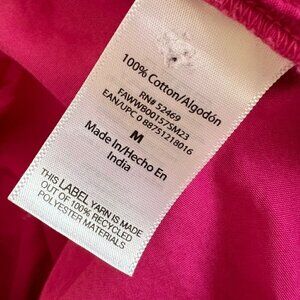 100% Cotton/Algodón
RN# 52469
FAWWB00157SM23
EAN/UPC 0 88751218016
M
Made In/Hecho En
India
THIS LABEL YARN IS MADE
OUT OF 100% RECYCLED
POLYESTER MATERIALS